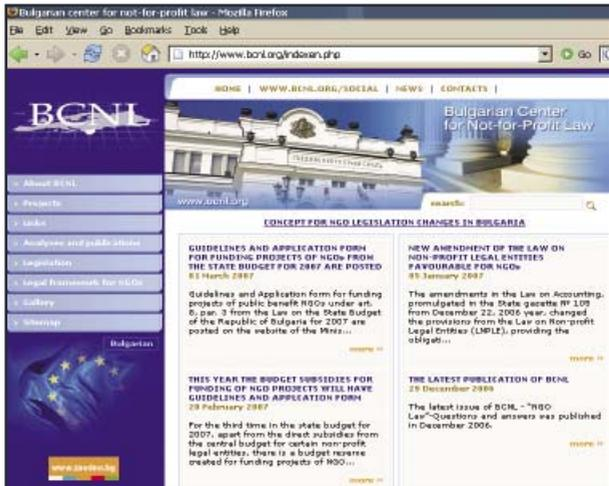 Bulgarian center for not-for-profit law - Mozilla Firefox
File Edit View Go Bookmarks Tools Help
http://www.bcnl.org/indexen.php
Go
HOME | WWW.BCNL.ORG/SOCIAL | NEWS | CONTACTS |
BCNL
Bulgarian Center
for Not-for-Profit Law
www.bcnl.org
search:
» About BCNL
» Projects
» Links
» Analyses and publications
» Legislation
» Legal framework for NGOs
» Gallery
» Sitemap
Bulgarian
CONCEPT FOR NGO LEGISLATION CHANGES IN BULGARIA
GUIDELINES AND APPLICATION FORM
FOR FUNDING PROJECTS OF NGOs FROM
THE STATE BUDGET FOR 2007 ARE POSTED
01 March 2007
Guidelines and Application form for funding
projects of public benefit NGOs under art.
6, par. 3 from the Law on the State Budget
of the Republic of Bulgaria for 2007 are
posted on the website of the Minis...
more »
NEW AMENDMENT OF THE LAW ON
NON-PROFIT LEGAL ENTITIES
FAVOURABLE FOR NGOs
05 January 2007
The amendments in the Law on Accounting,
promulgated in the State gazette № 105
from December 22, 2006 year, changed
the provisions from the Law on Non-profit
Legal Entities (LNPLE), providing the
obligati...
more »
THIS YEAR THE BUDGET SUBSIDIES FOR
FUNDING OF NGO PROJECTS WILL HAVE
GUIDELINES AND APPLCATION FORM
20 February 2007
For the third time in the state budget for
2007, apart from the direct subsidies from
the central budget for certain non-profit
legal entities, there is a budget reserve
created for funding projects of NGO...
more »
THE LATEST PUBLICATION OF BCNL
29 December 2006
The latest issue of BCNL - "NGO
Law"-Questions and answers was published
in December 2006.
more »